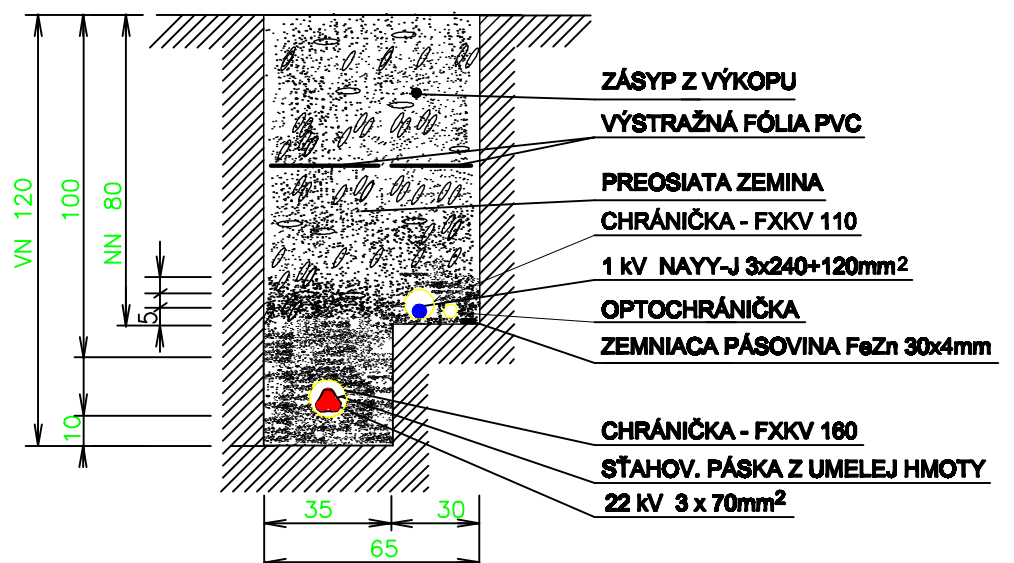 ZÁSYP Z VÝKOPU
VÝSTRAŽNÁ FÓLIA PVC
PREOSIATA ZEMINA
CHRÁNIČKA - FXKV 110
1 kV NAYY-J 3x240+120mm²
OPTOCHRÁNIČKA
ZEMNIACA PÁSOVINA FeZn 30x4mm
CHRÁNIČKA - FXKV 160
SŤAHOV. PÁSKA Z UMELEJ HMOTY
22 kV 3 x 70mm²
VN 120
100
NN 80
5
10
35
30
65